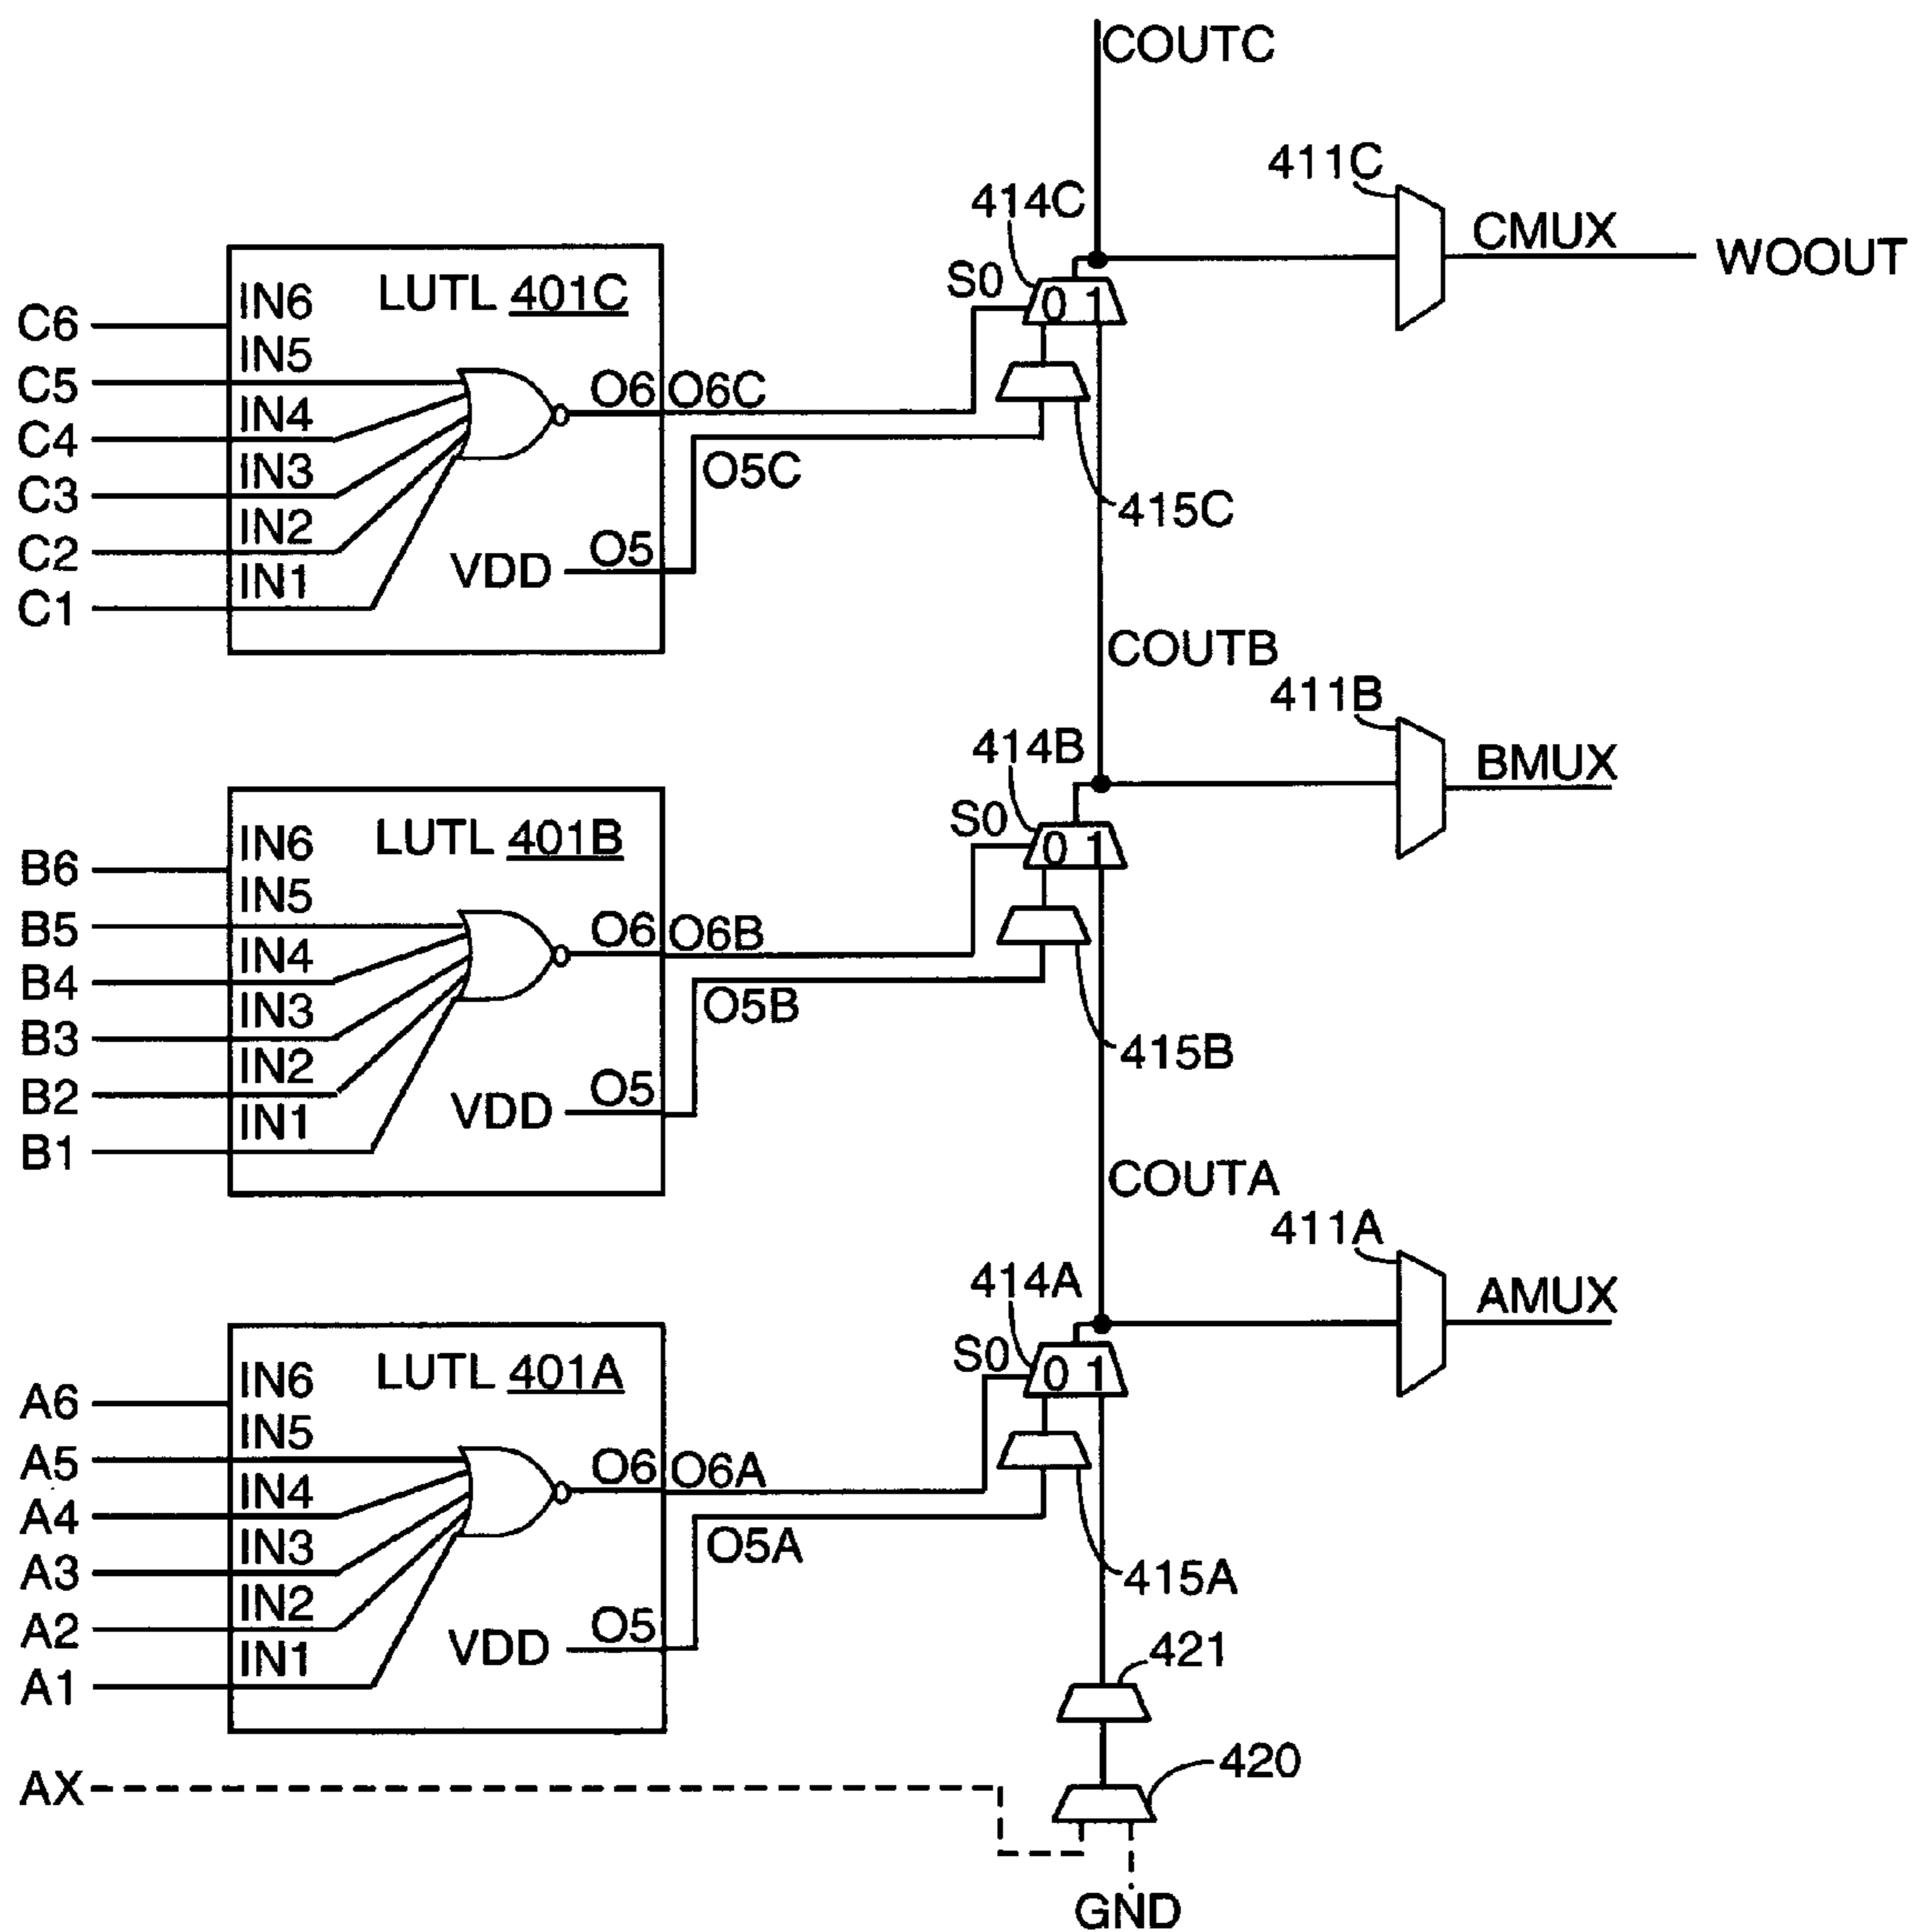 COUTC
411C
414C
CMUX
WOOUT
S0
0 1
LUTL 401C
IN6
C6
IN5
C5
O6
O6C
IN4
C4
IN3
O5C
C3
415C
IN2
O5
C2
VDD
IN1
C1
COUTB
411B
414B
BMUX
S0
0 1
LUTL 401B
IN6
B6
IN5
B5
O6
O6B
IN4
B4
IN3
O5B
B3
415B
IN2
O5
B2
VDD
IN1
B1
COUTA
411A
414A
AMUX
S0
0 1
LUTL 401A
IN6
A6
IN5
A5
O6
O6A
IN4
A4
IN3
O5A
A3
415A
IN2
O5
A2
VDD
IN1
421
A1
420
AX
GND